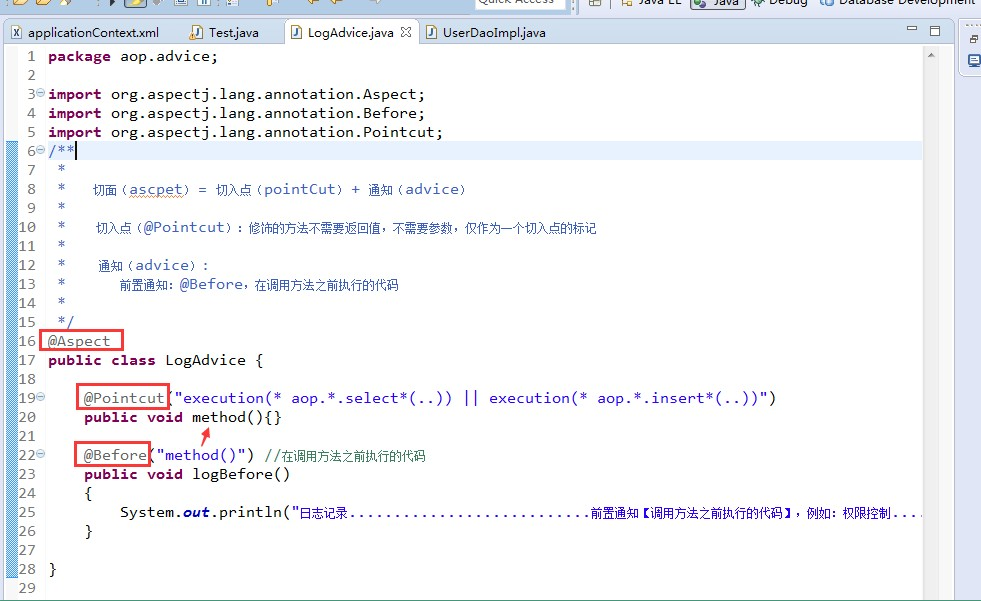 Quick Access
Java EE
Java
Debug
Database Development
applicationContext.xml
Test.java
LogAdvice.java
UserDaoImpl.java
1 package aop.advice;
2
3 import org.aspectj.lang.annotation.Aspect;
4 import org.aspectj.lang.annotation.Before;
5 import org.aspectj.lang.annotation.Pointcut;
6 /**
7 *
8 * 切面（ascpet）= 切入点（pointCut）+ 通知（advice）
9 *
10 * 切入点（@Pointcut）：修饰的方法不需要返回值，不需要参数，仅作为一个切入点的标记
11 *
12 * 通知（advice）：
13 * 前置通知：@Before，在调用方法之前执行的代码
14 *
15 */
16 @Aspect
17 public class LogAdvice {
18
19 @Pointcut("execution(* aop.*.select*(..)) || execution(* aop.*.insert*(..))")
20 public void method(){}
21
22 @Before("method()") //在调用方法之前执行的代码
23 public void logBefore()
24 {
25 System.out.println("日志记录...........................前置通知【调用方法之前执行的代码】，例如：权限控制....
26 }
27
28 }
29